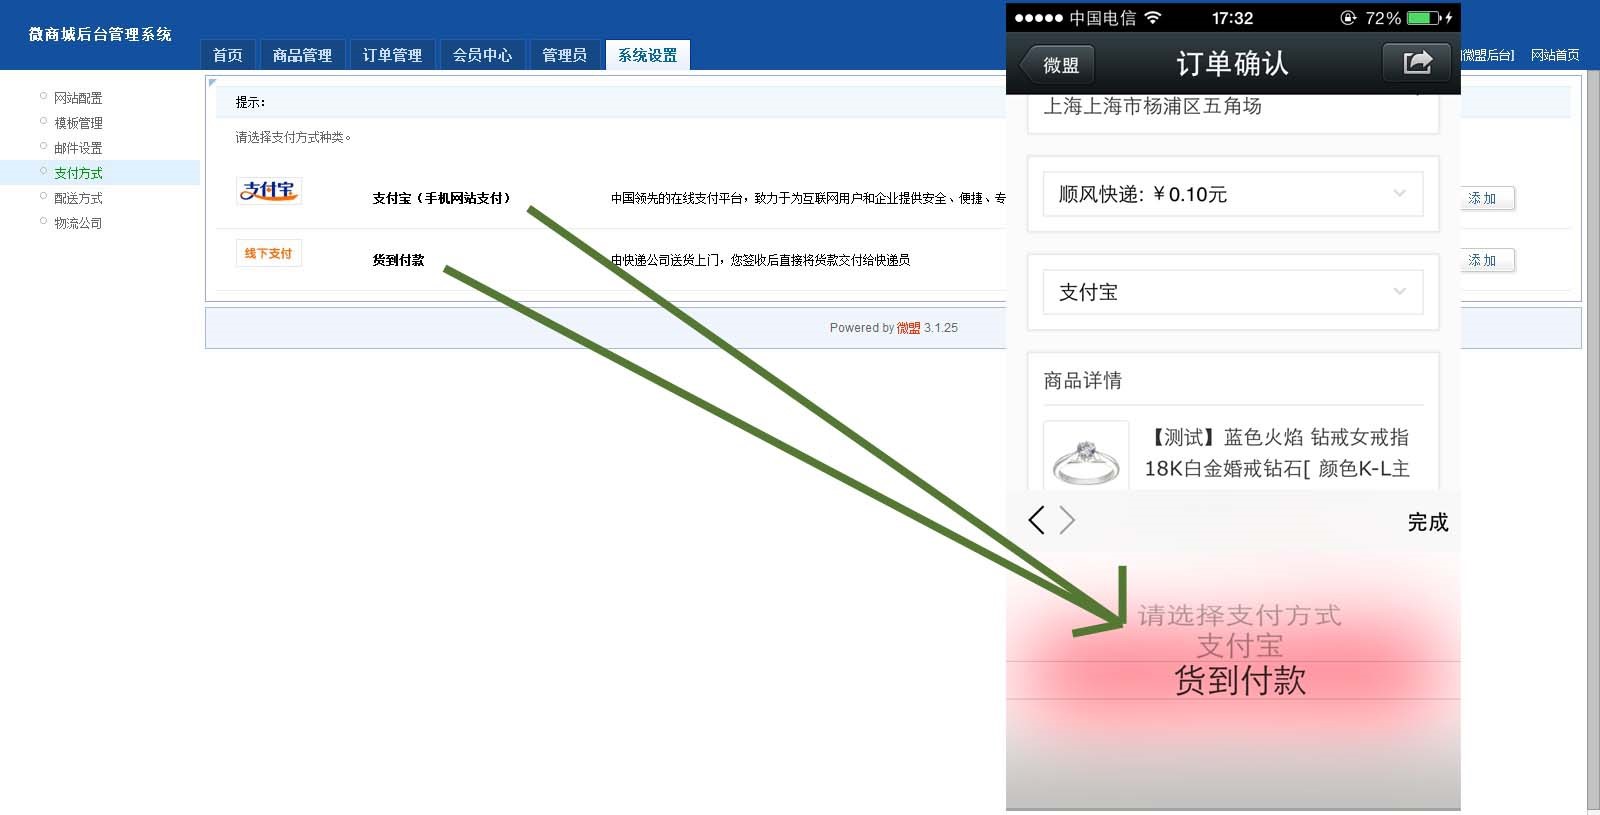 微商城后台管理系统
首页 商品管理 订单管理 会员中心 管理员 系统设置
[微盟后台] 网站首页
网站配置
模板管理
邮件设置
支付方式
配送方式
物流公司
提示：
请选择支付方式种类。
支付宝
支付宝（手机网站支付）
中国领先的在线支付平台，致力于为互联网用户和企业提供安全、便捷、专
添加
线下支付
货到付款
由快递公司送货上门，您签收后直接将货款交付给快递员
添加
Powered by 微盟 3.1.25
中国电信 17:32 72%
微盟 订单确认
上海上海市杨浦区五角场
顺风快递: ￥0.10元
支付宝
商品详情
【测试】蓝色火焰 钻戒女戒指
18K白金婚戒钻石[ 颜色K-L主
完成
请选择支付方式
支付宝
货到付款